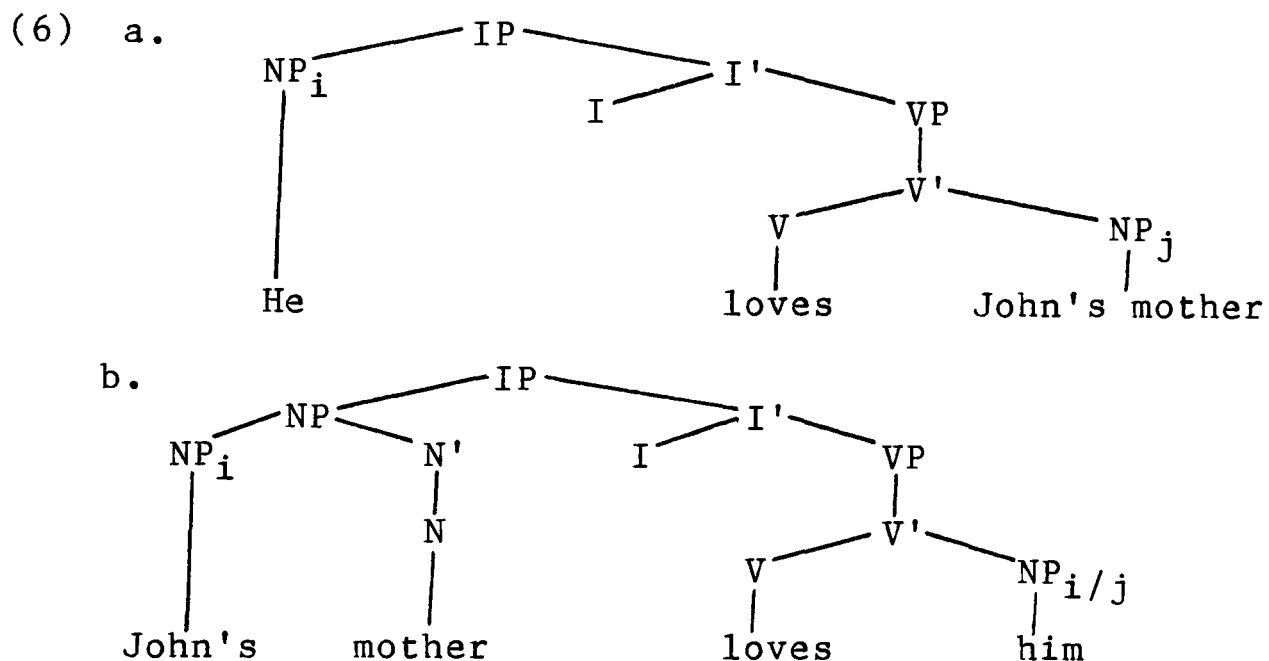 (6) a.
IP
NPi
I'
I
VP
V'
V
NPj
He
loves
John's mother
b.
IP
NP
I'
NPi
N'
I
VP
N
V'
V
NPi/j
John's
mother
loves
him